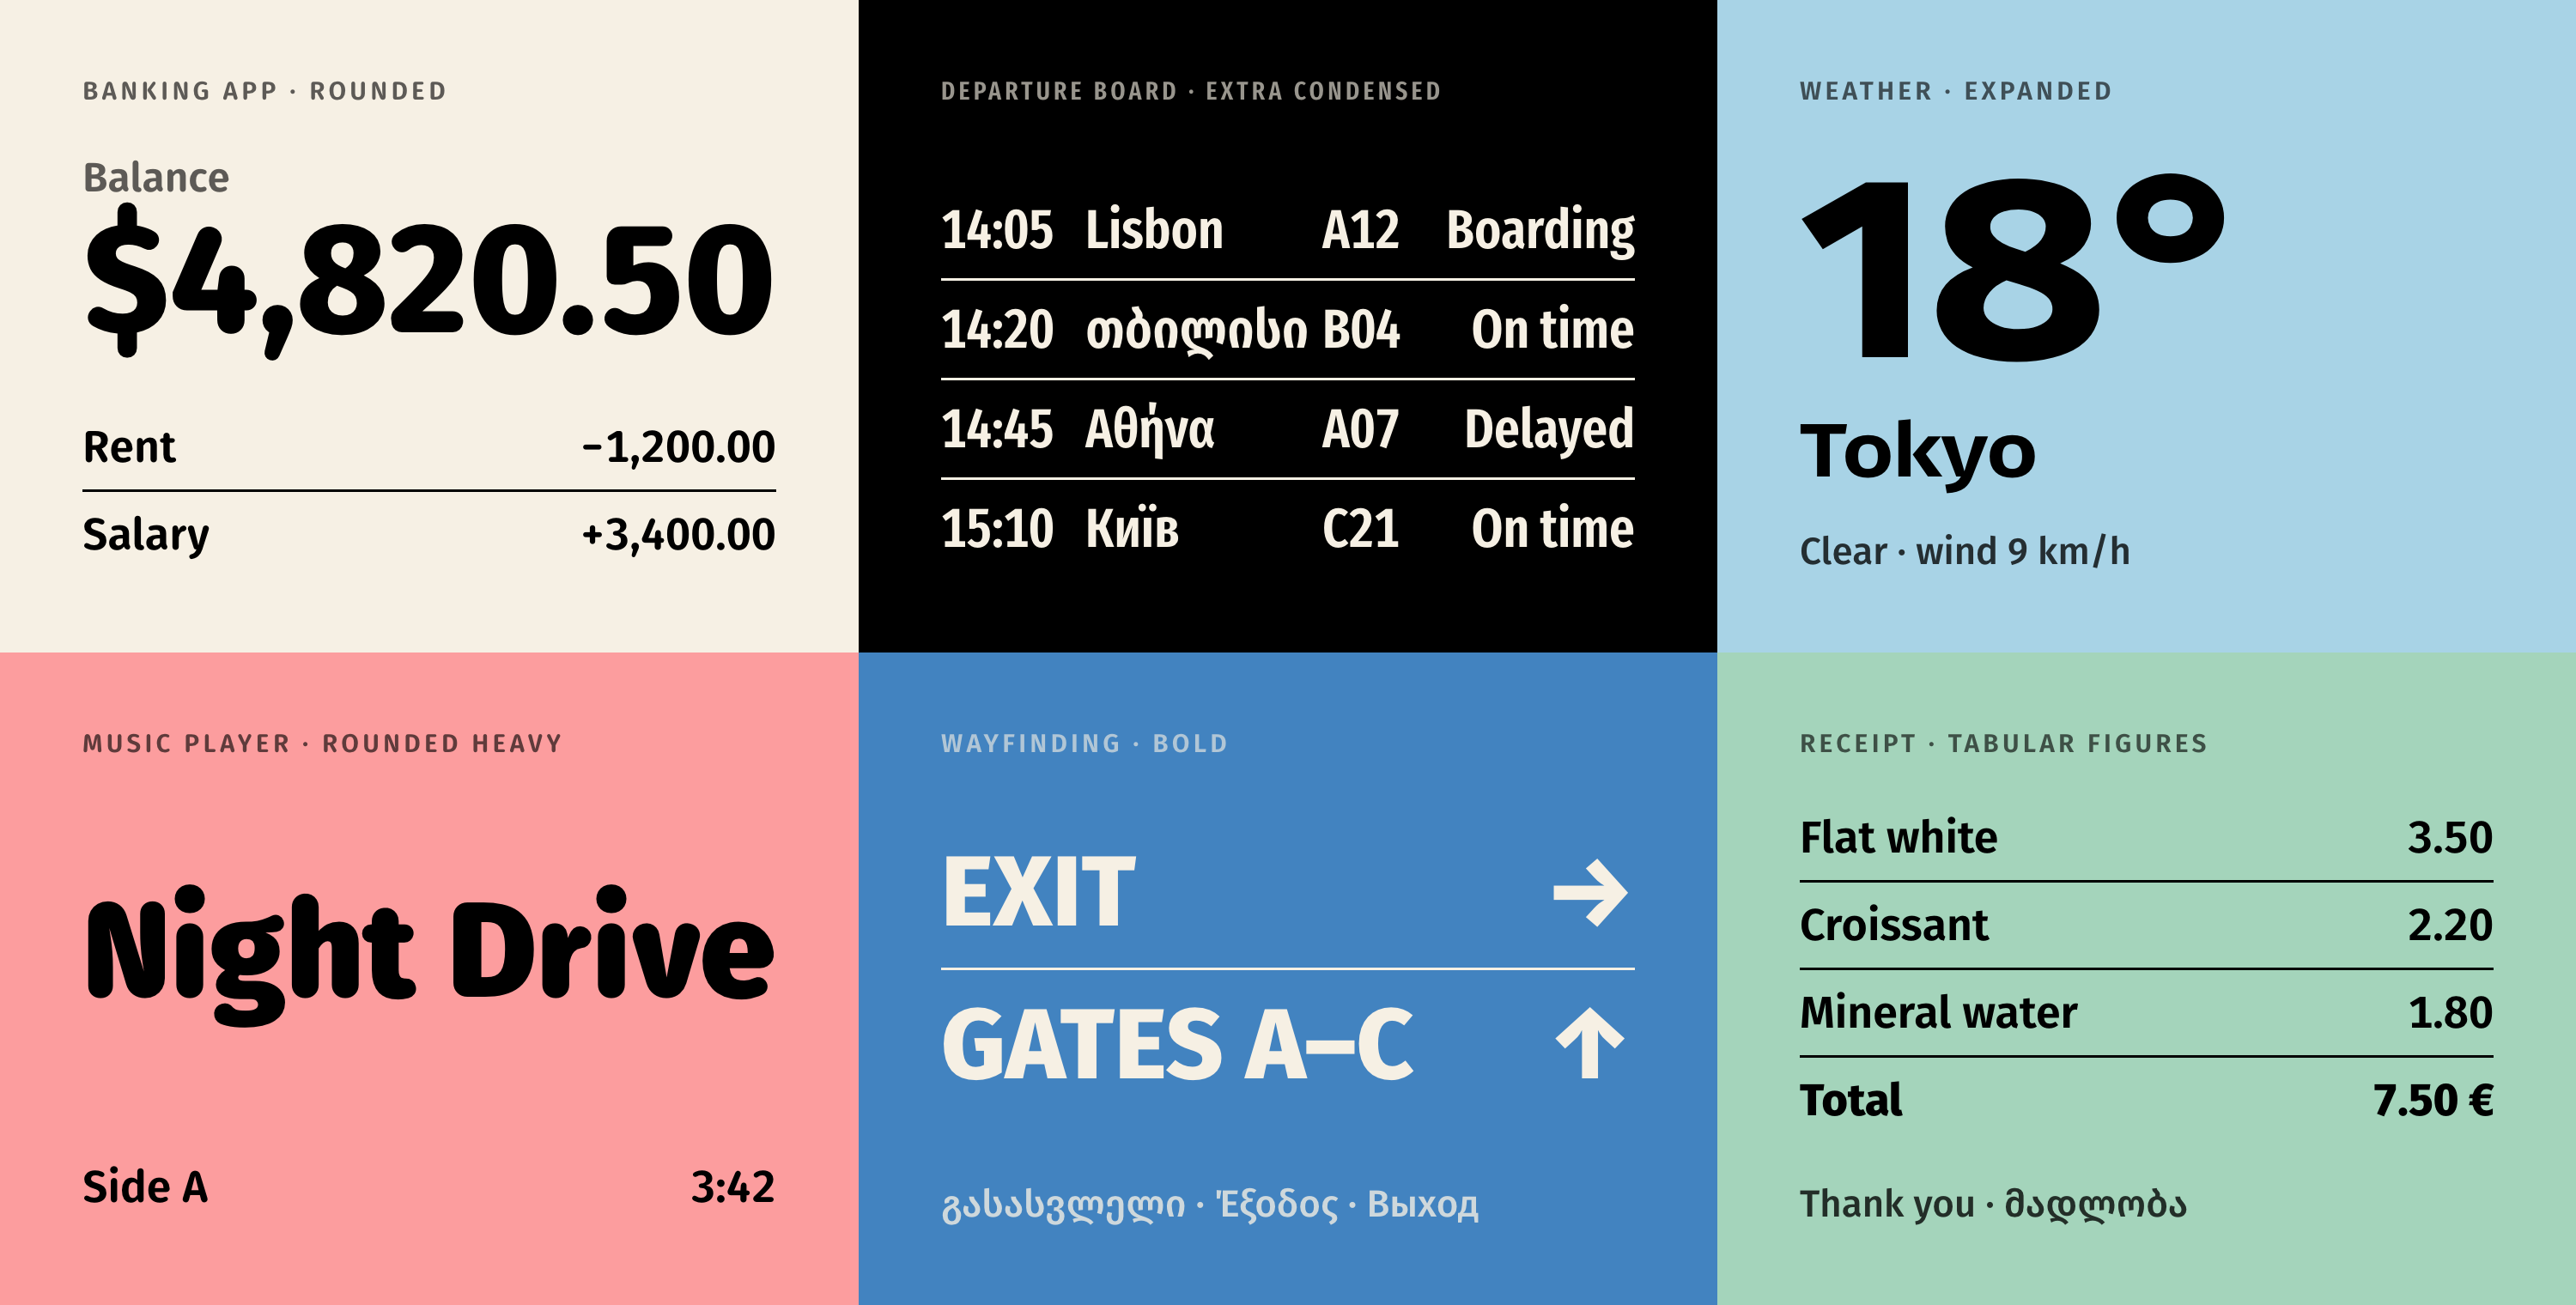 BANKING APP · ROUNDED
Balance
$4,820.50
Rent −1,200.00
Salary +3,400.00
DEPARTURE BOARD · EXTRA CONDENSED
14:05 Lisbon A12 Boarding
14:20 თბილისი B04 On time
14:45 Αθήνα A07 Delayed
15:10 Київ C21 On time
WEATHER · EXPANDED
18°
Tokyo
Clear · wind 9 km/h
MUSIC PLAYER · ROUNDED HEAVY
Night Drive
Side A 3:42
WAYFINDING · BOLD
EXIT →
GATES A–C ↑
გასასვლელი · Έξοδος · Выход
RECEIPT · TABULAR FIGURES
Flat white 3.50
Croissant 2.20
Mineral water 1.80
Total 7.50 €
Thank you · მადლობა